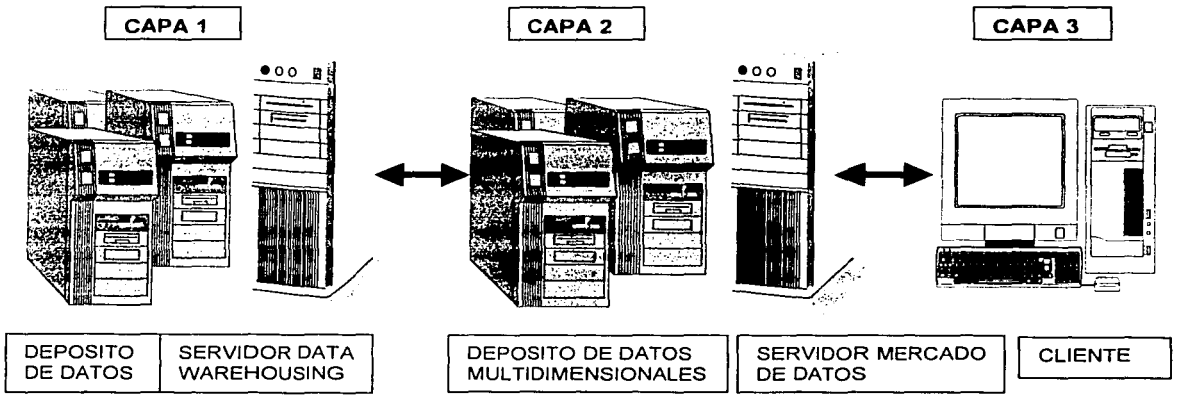 CAPA 1
CAPA 2
CAPA 3
DEPOSITO
DE DATOS
SERVIDOR DATA
WAREHOUSING
DEPOSITO DE DATOS
MULTIDIMENSIONALES
SERVIDOR MERCADO
DE DATOS
CLIENTE